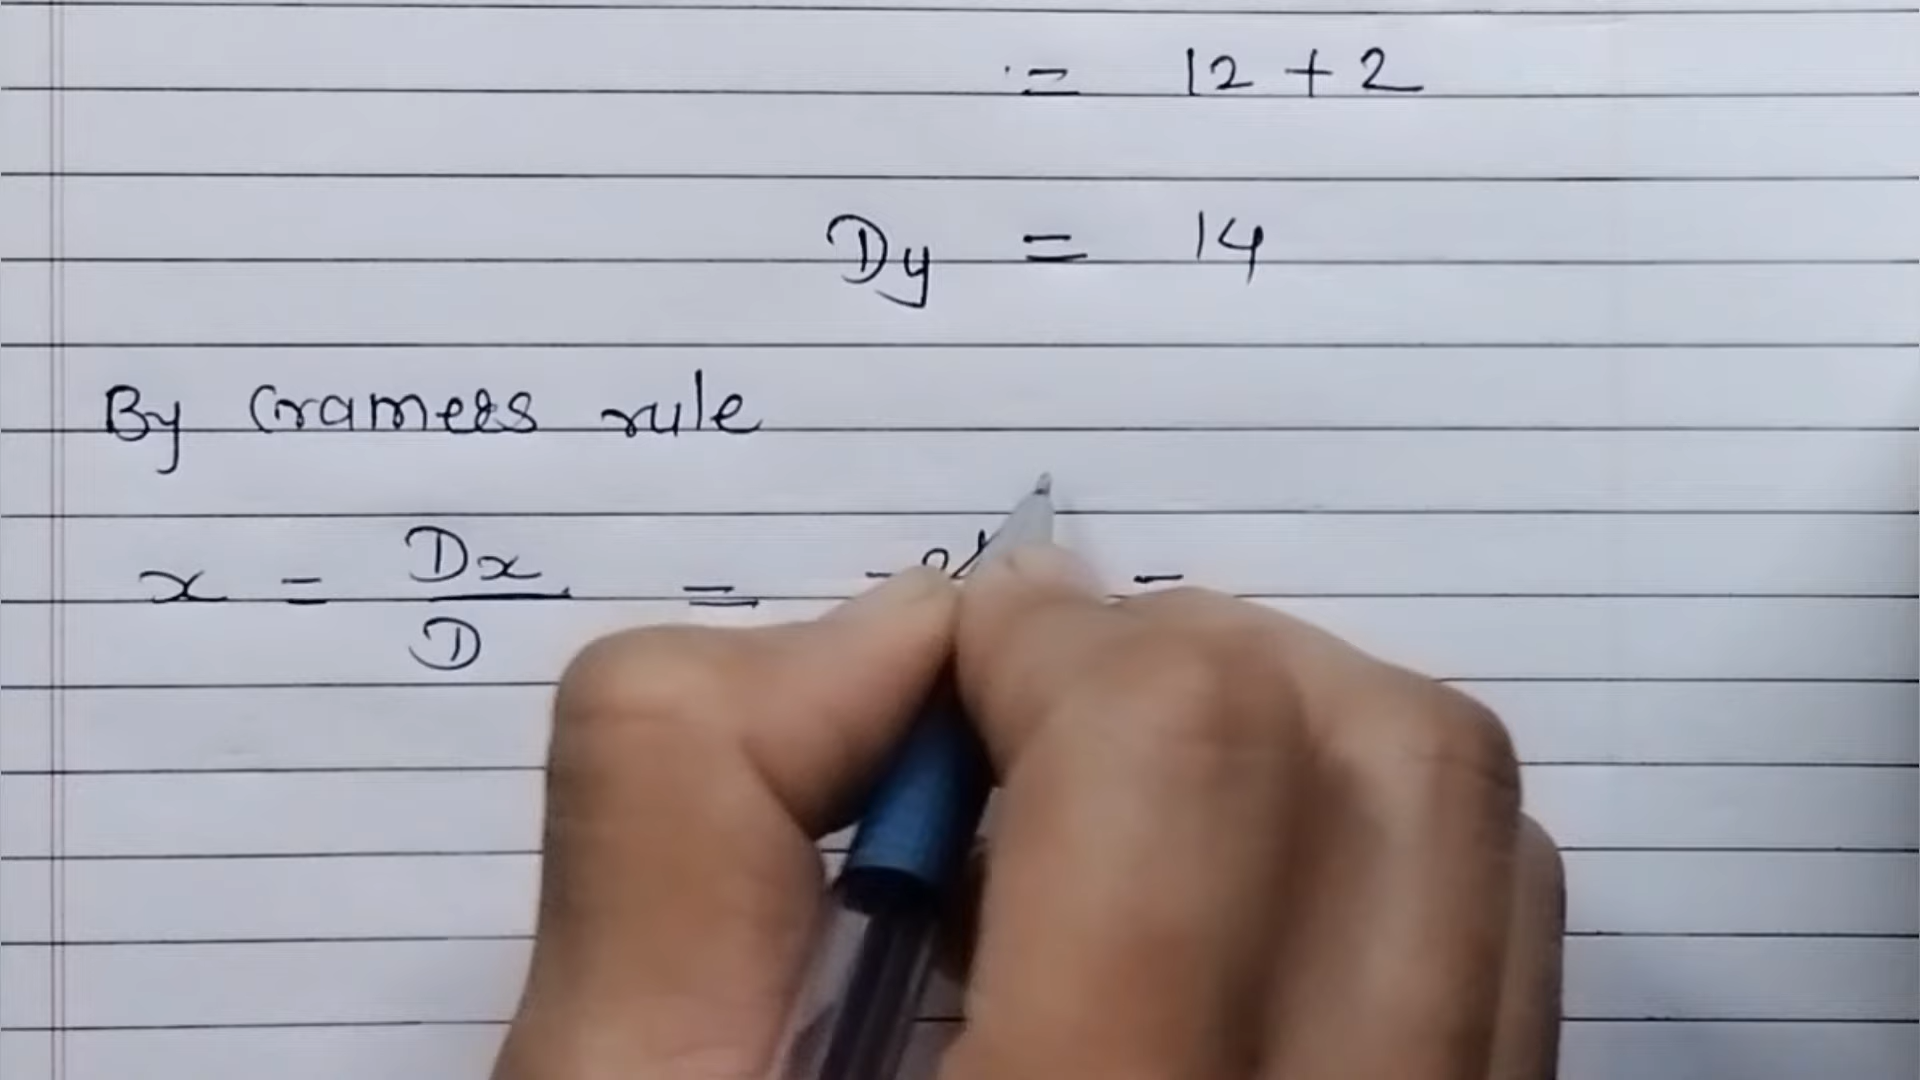 = 12 + 2
Dy = 14
By Cramers rule
x = Dx / D = - =